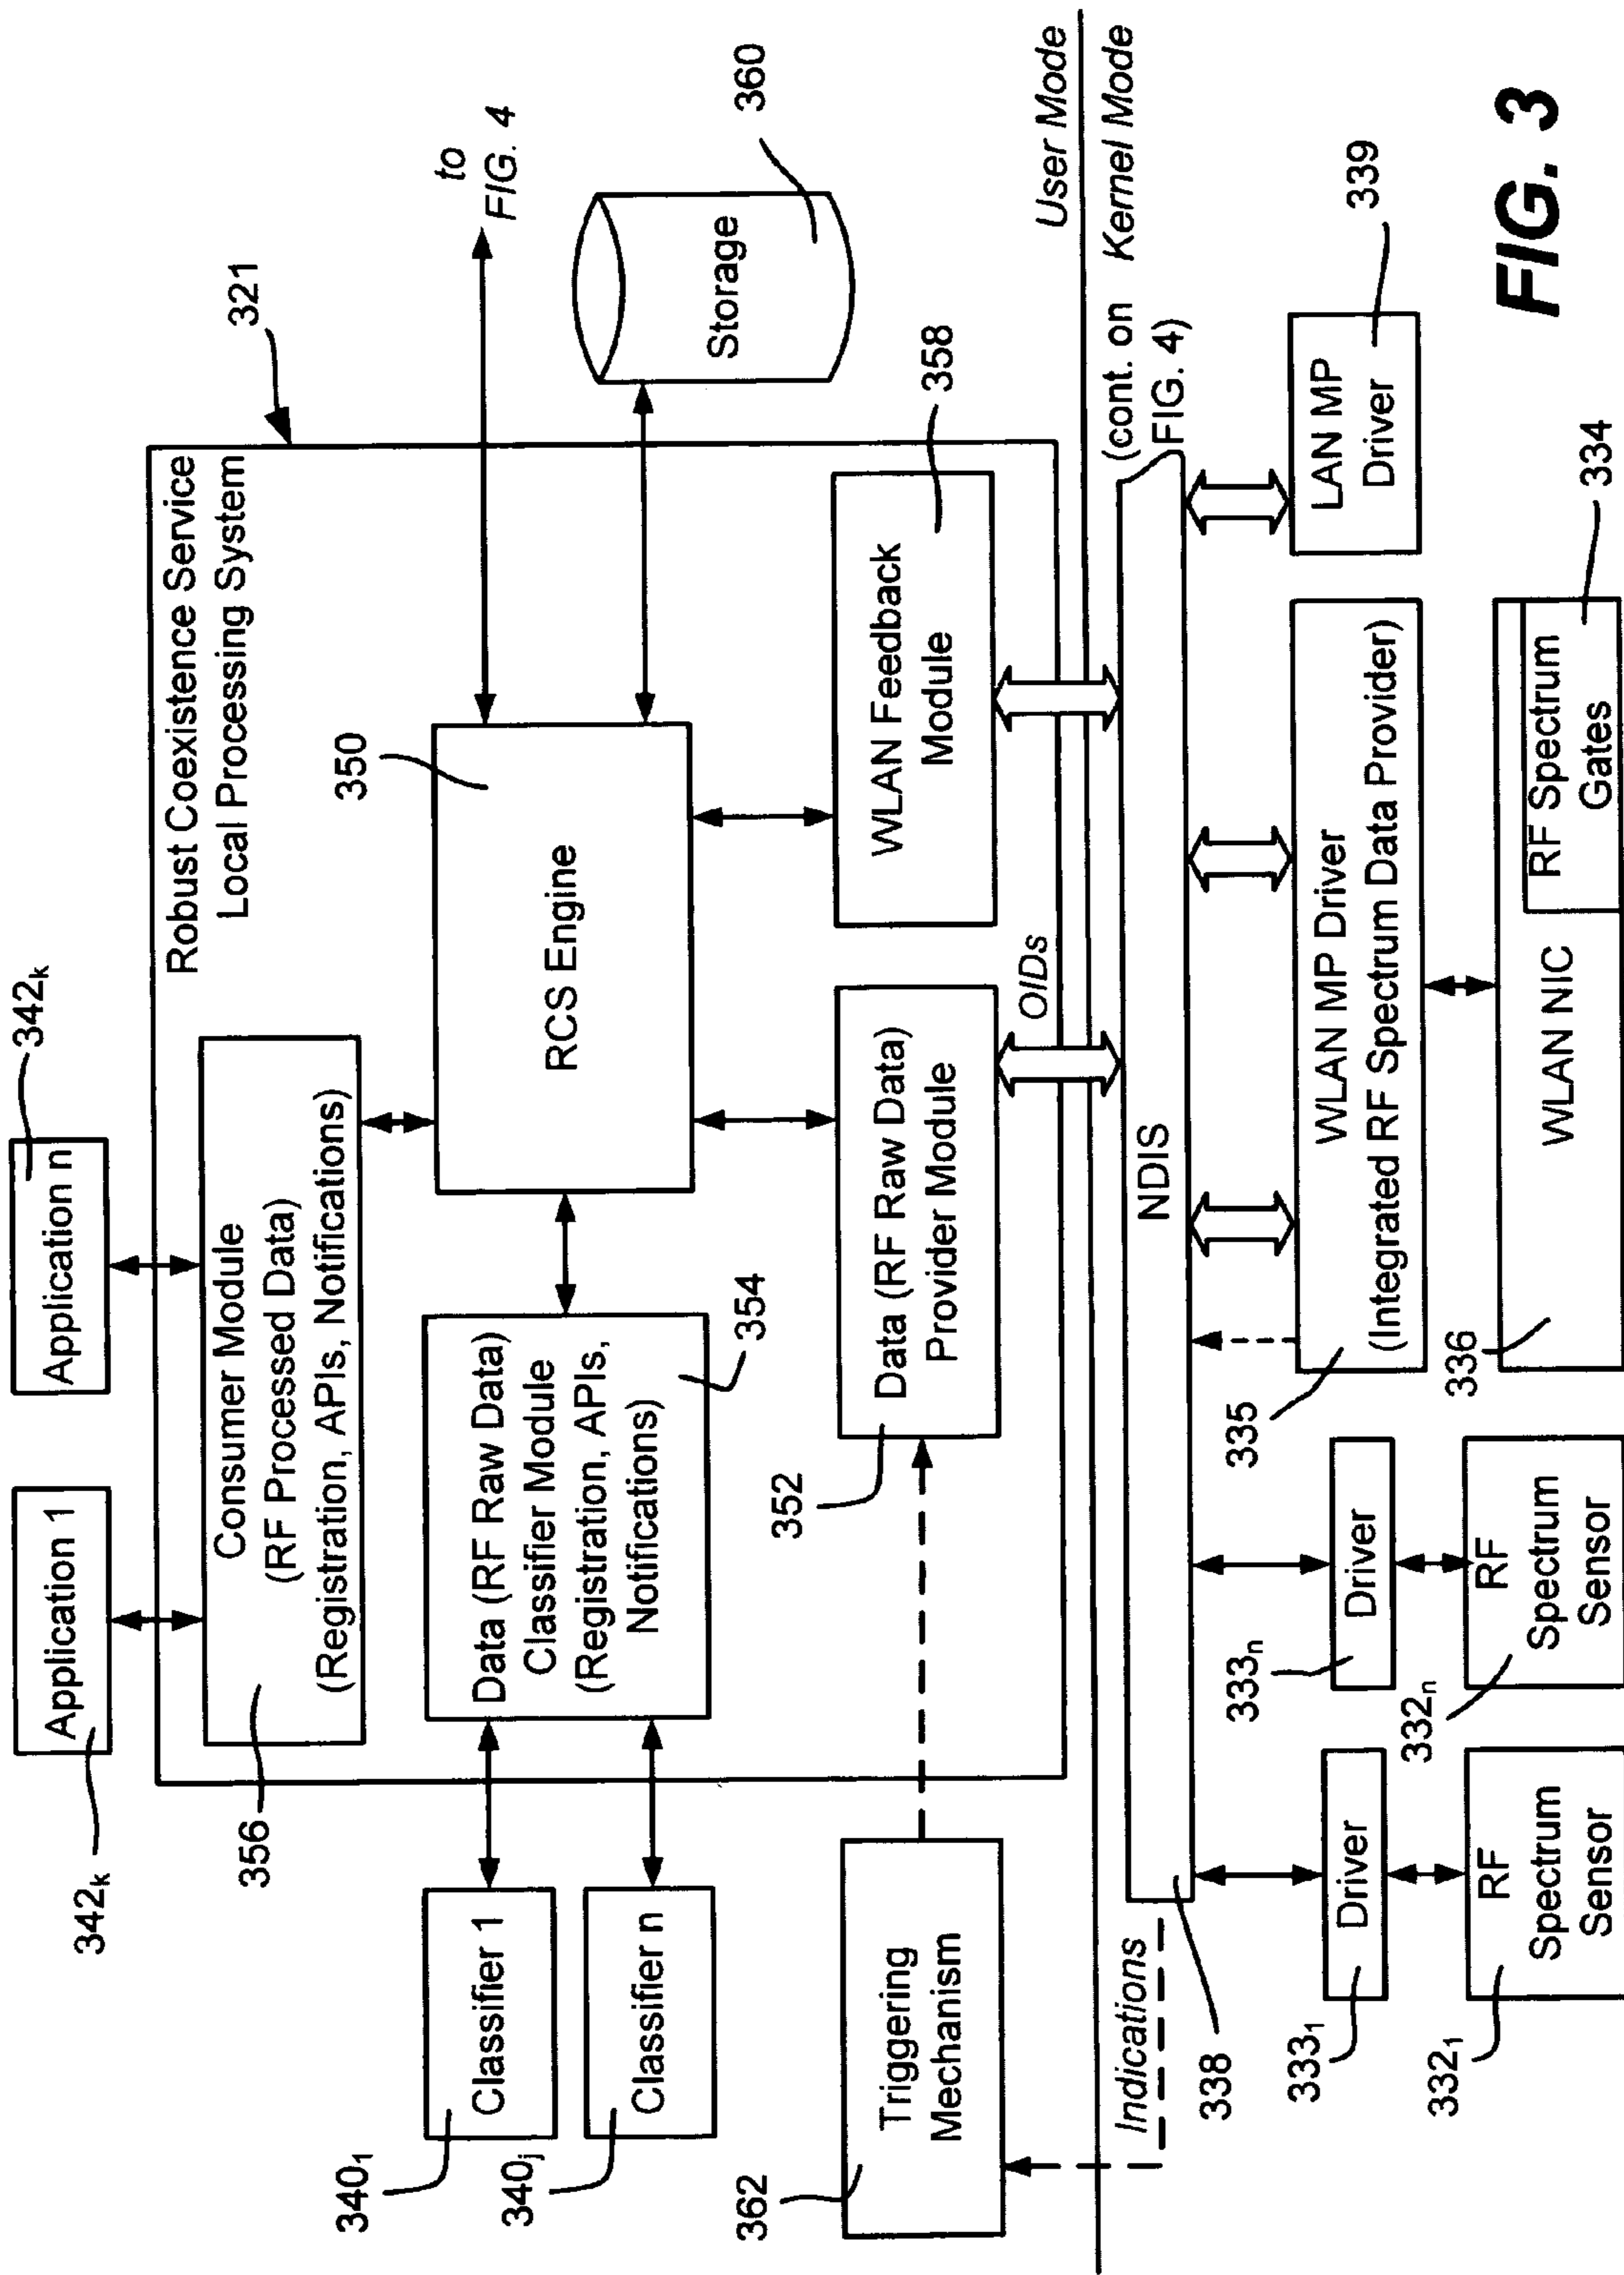 342ₖ
Application 1
342ₖ
Application n
321
Robust Coexistence Service
Local Processing System
356
Consumer Module
(RF Processed Data)
(Registration, APIs, Notifications)
350
RCS Engine
to
FIG. 4
340₁
Classifier 1
340ⱼ
Classifier n
Data (RF Raw Data)
Classifier Module
(Registration, APIs,
Notifications)
354
Storage
360
362
Triggering
Mechanism
352
Data (RF Raw Data)
Provider Module
WLAN Feedback
Module
358
OIDs
User Mode
Kernel Mode
Indications
338
NDIS
(cont. on
FIG. 4)
333₁
Driver
333ₙ
Driver
335
WLAN MP Driver
(Integrated RF Spectrum Data Provider)
LAN MP
Driver
339
332₁
RF
Spectrum
Sensor
332ₙ
RF
Spectrum
Sensor
336
WLAN NIC
RF Spectrum
Gates
334
FIG. 3